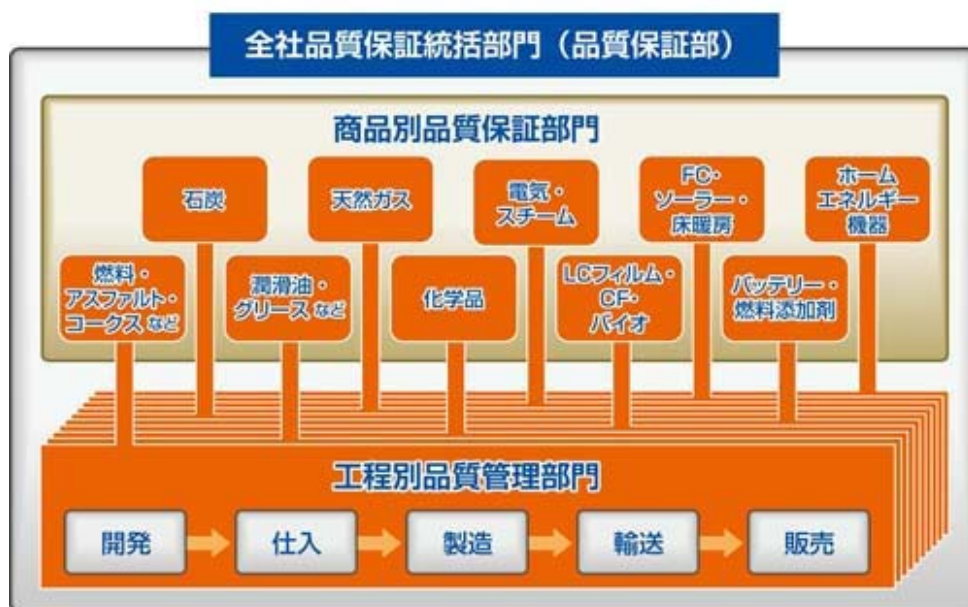 全社品質保証統括部門(品質保証部)
商品別品質保証部門
石炭
天然ガス
電気・
スチーム
FC・
ソーラー・
床暖房
ホーム
エネルギー
機器
燃料・
アスファルト・
コークス など
潤滑油・
グリース など
化学品
LCフィルム・
CF・
バイオ
バッテリー・
燃料添加剤
工程別品質管理部門
開発
仕入
製造
輸送
販売